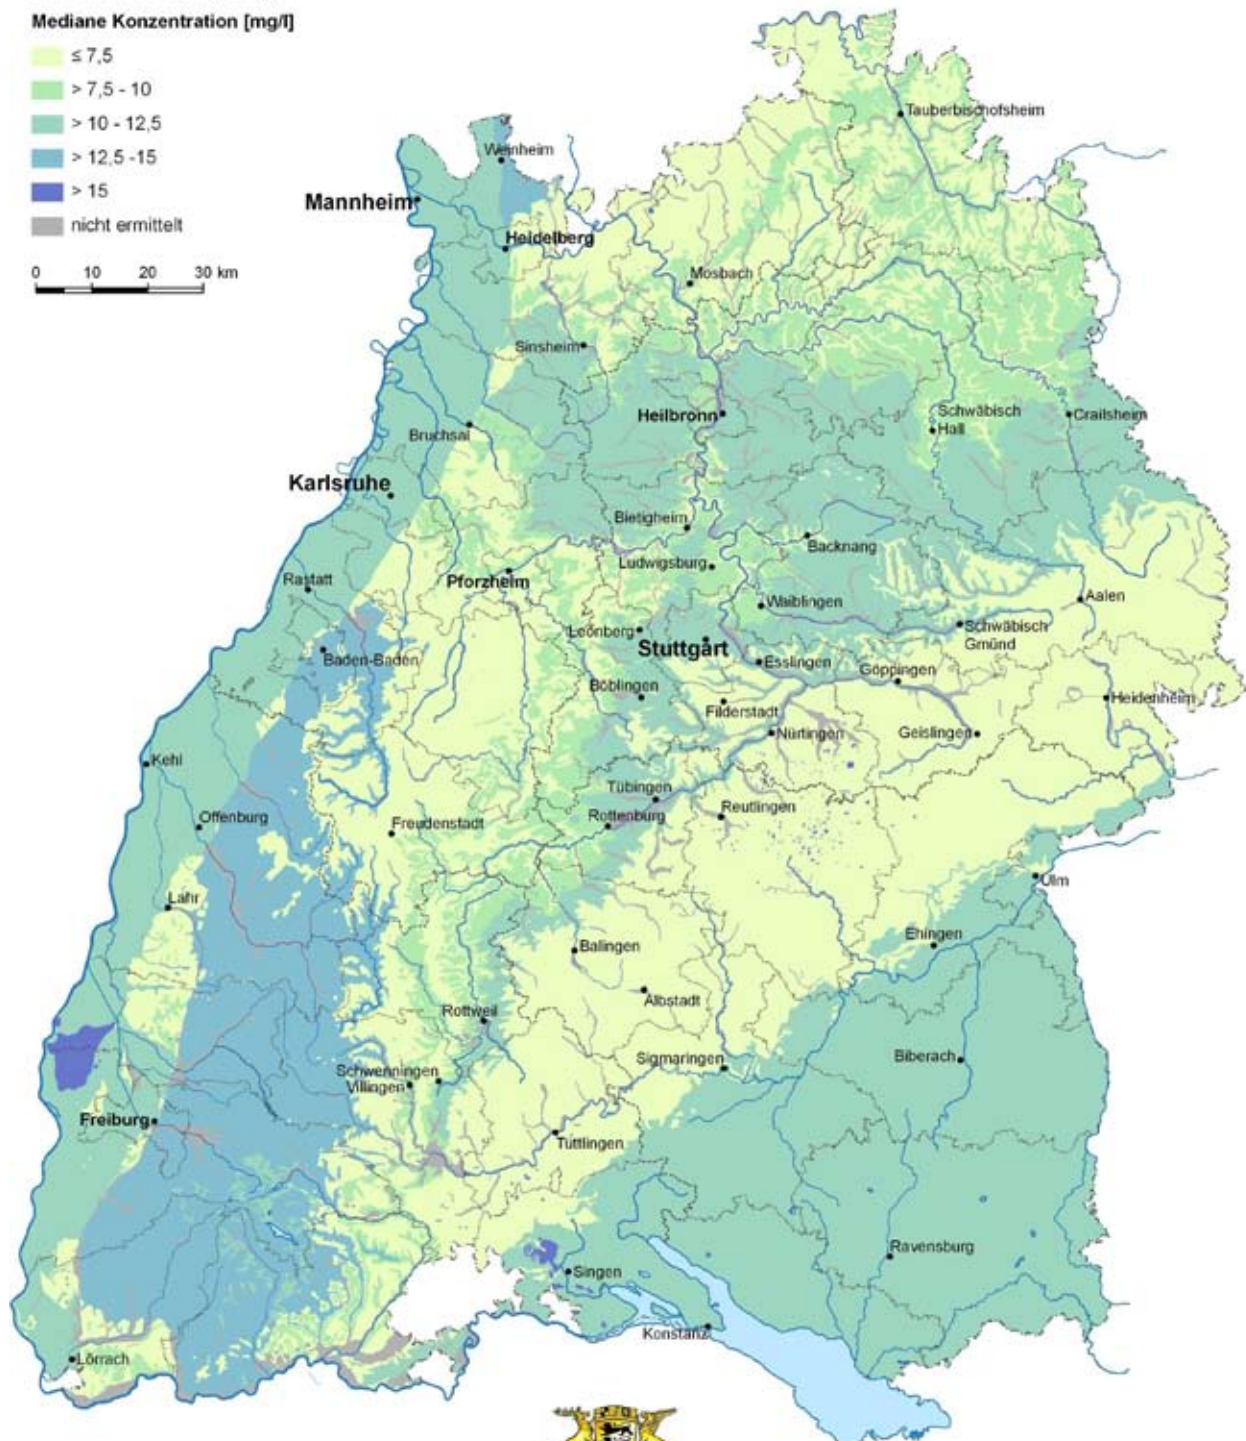 Mediane Konzentration [mg/l]
≤ 7,5
> 7,5 - 10
> 10 - 12,5
> 12,5 -15
> 15
nicht ermittelt
0 10 20 30 km
Tauberbischofsheim
Weinheim
Mannheim
Heidelberg
Mosbach
Sinsheim
Heilbronn
Schwäbisch
Hall
Crailsheim
Bruchsal
Karlsruhe
Bietigheim
Backnang
Ludwigsburg
Pforzheim
Rastatt
Waiblingen
Aalen
Leonberg
Schwäbisch
Gmünd
Stuttgart
Baden-Baden
Esslingen
Göppingen
Böblingen
Heidenheim
Filderstadt
Nürtingen
Geislingen
Kehl
Tübingen
Reutlingen
Offenburg
Freudenstadt
Rottenburg
Ulm
Lahr
Ehingen
Balingen
Albstadt
Rottweil
Sigmaringen
Biberach
Schwenningen
Villingen
Freiburg
Tuttlingen
Ravensburg
Singen
Konstanz
Lörrach